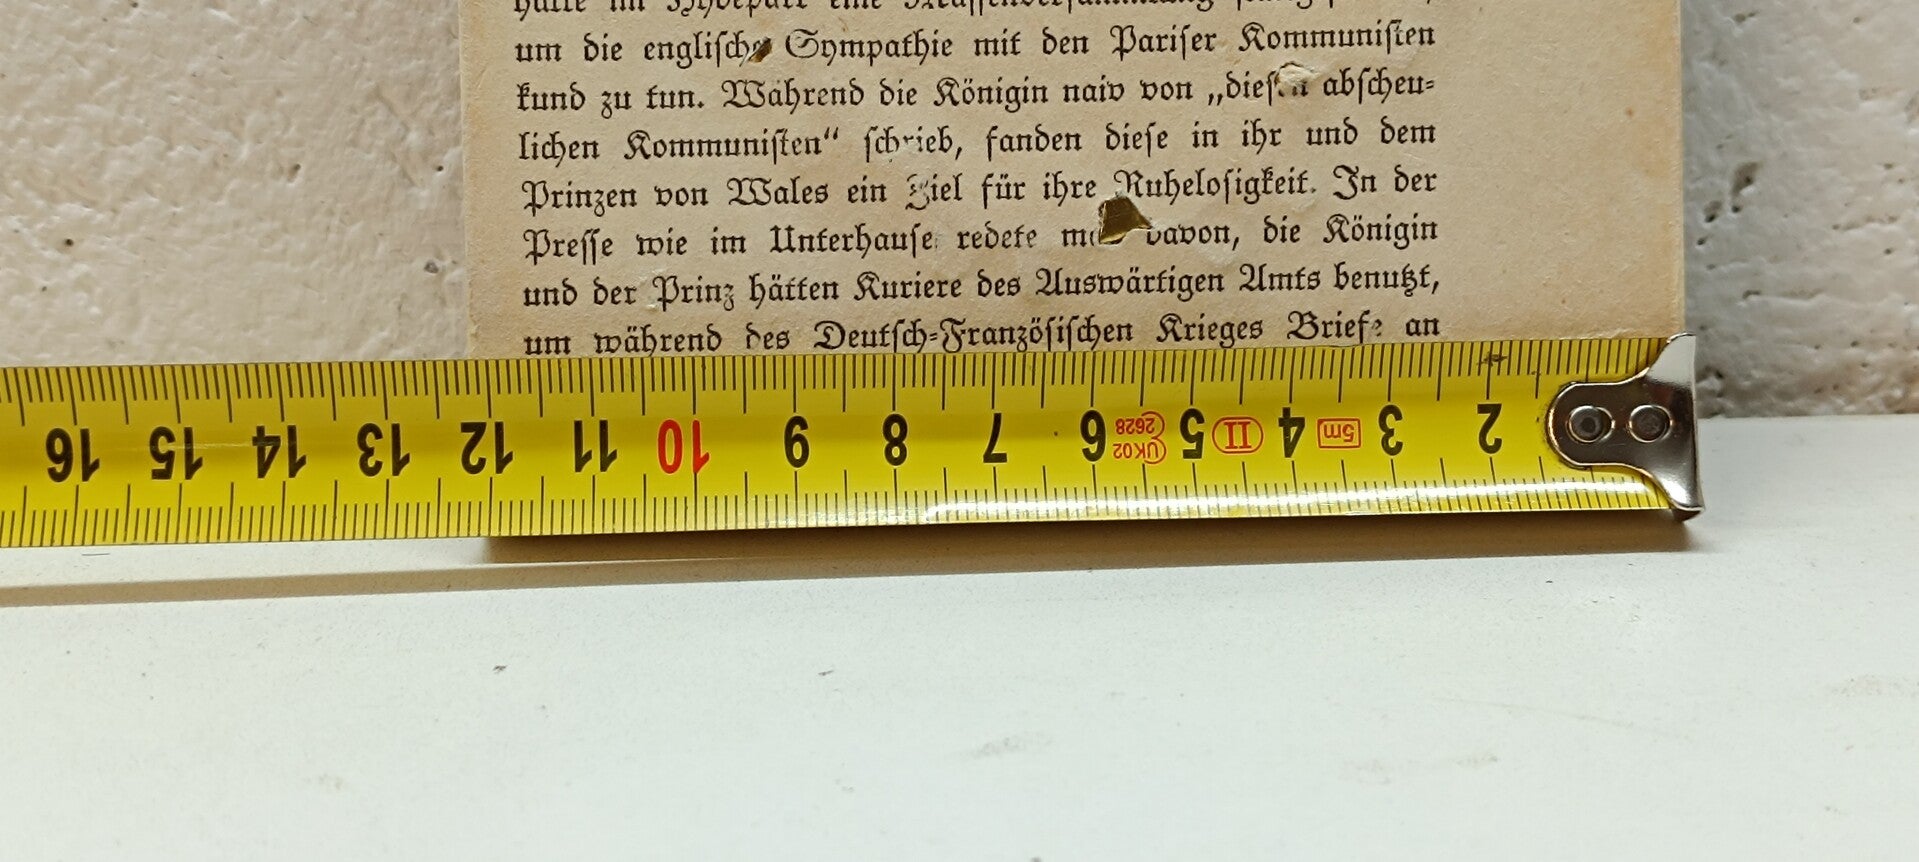 um die englische Sympathie mit den Pariser Kommunisten
kund zu tun. Während die Königin naiv von „diesen abscheu-
lichen Kommunisten“ schrieb, fanden diese in ihr und dem
Prinzen von Wales ein Ziel für ihre Ruhelosigkeit. In der
Presse wie im Unterhause redete man davon, die Königin
und der Prinz hätten Kuriere des Auswärtigen Amts benutzt,
um während des Deutsch-Französischen Krieges Briefe an
16 15 14 13 12 11 10 9 8 7 6 UK02 2628 5 II 4 5m 3 2